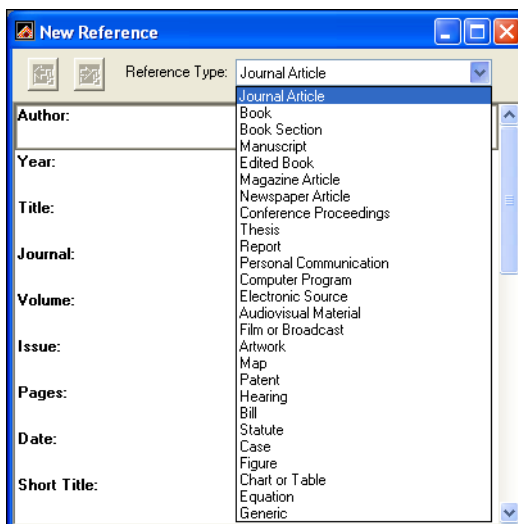 New Reference
Reference Type: Journal Article
Journal Article
Book
Book Section
Manuscript
Edited Book
Magazine Article
Newspaper Article
Conference Proceedings
Thesis
Report
Personal Communication
Computer Program
Electronic Source
Audiovisual Material
Film or Broadcast
Artwork
Map
Patent
Hearing
Bill
Statute
Case
Figure
Chart or Table
Equation
Generic
Author:
Year:
Title:
Journal:
Volume:
Issue:
Pages:
Date:
Short Title: